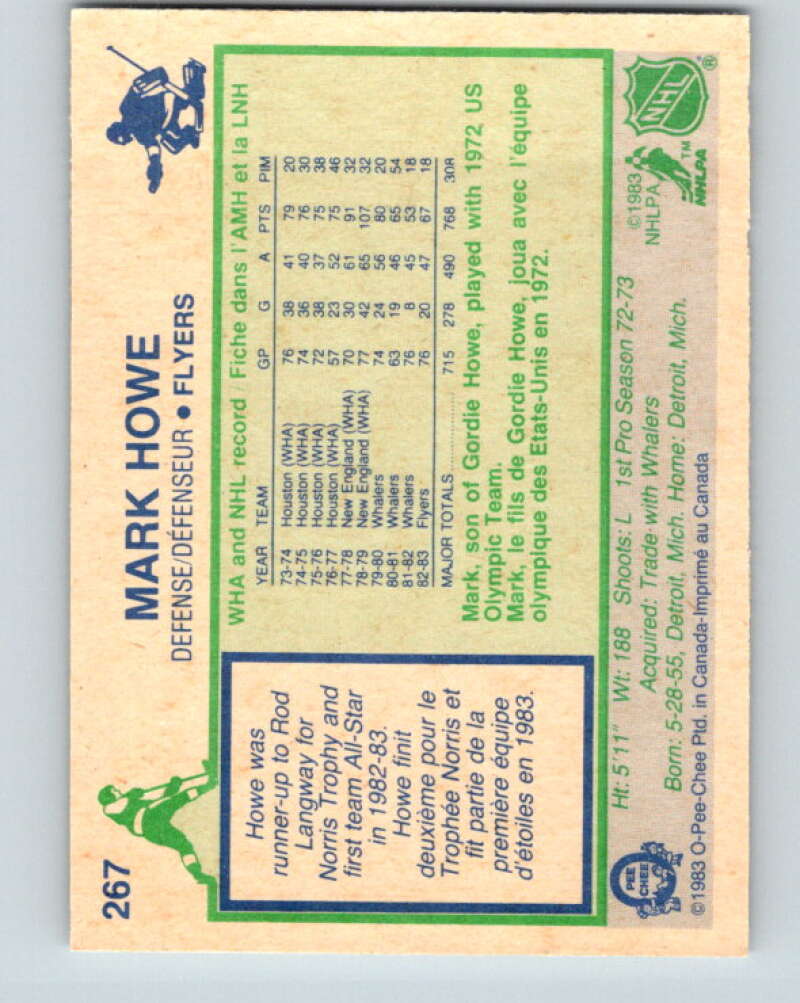 267
MARK HOWE
DEFENSE/DÉFENSEUR • FLYERS
Howe was
runner-up to Rod
Langway for
Norris Trophy and
first team All-Star
in 1982-83.
Howe finit
deuxième pour le
Trophée Norris et
fit partie de la
première équipe
d'étoiles en 1983.
WHA and NHL record / Fiche dans l'AMH et la LNH
YEAR TEAM GP G A PTS PIM
73-74 Houston (WHA) 76 38 41 79 20
74-75 Houston (WHA) 74 36 40 76 30
75-76 Houston (WHA) 72 38 37 75 38
76-77 Houston (WHA) 57 23 52 75 46
77-78 New England (WHA) 70 30 61 91 32
78-79 New England (WHA) 77 42 65 107 32
79-80 Whalers 74 24 56 80 20
80-81 Whalers 63 19 46 65 54
81-82 Whalers 76 8 45 53 18
82-83 Flyers 76 20 47 67 18
MAJOR TOTALS 715 278 490 768 308
Mark, son of Gordie Howe, played with 1972 US
Olympic Team.
Mark, le fils de Gordie Howe, joua avec l'équipe
olympique des Etats-Unis en 1972.
Ht: 5'11" Wt: 188 Shoots: L 1st Pro Season 72-73
Acquired: Trade with Whalers
Born: 5-28-55, Detroit, Mich. Home: Detroit, Mich.
©1983 O-Pee-Chee Ptd. in Canada-Imprimé au Canada
O PEE CHEE
©1983
NHLPA
NHL ®
TM
NHLPA